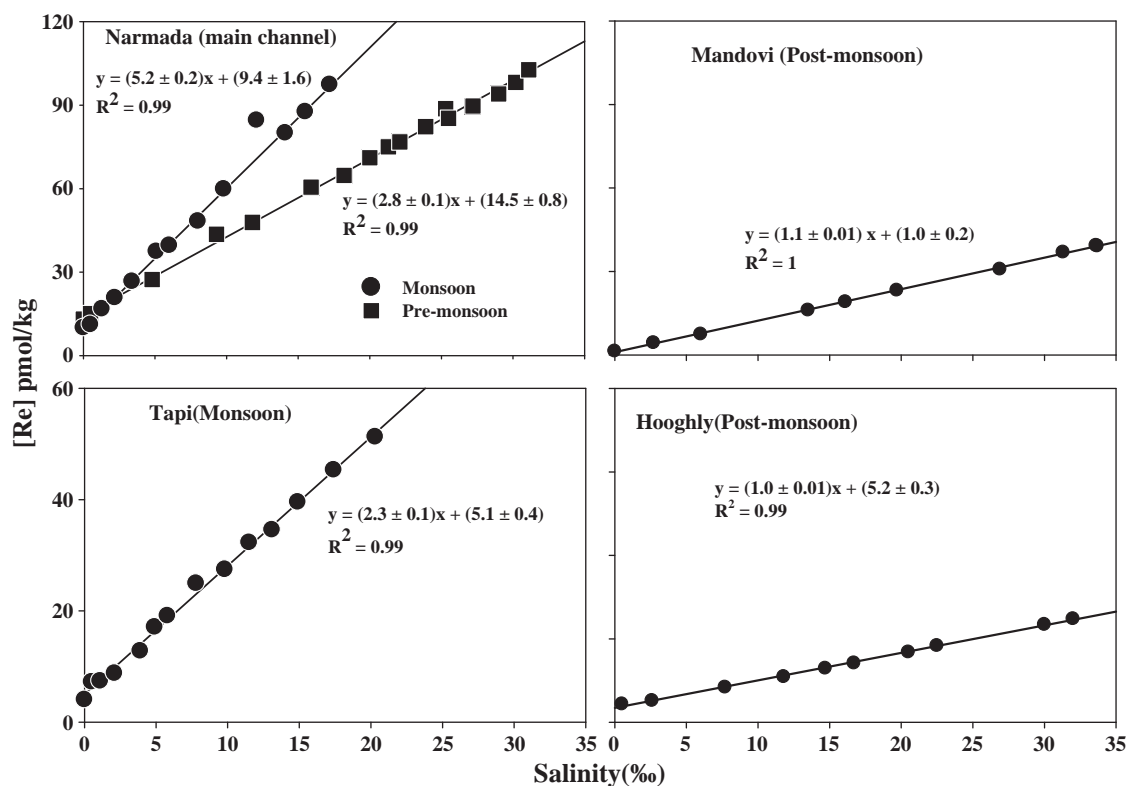 120
90
60
30
0
Narmada (main channel)
y = (5.2 ± 0.2)x + (9.4 ± 1.6)
R² = 0.99
y = (2.8 ± 0.1)x + (14.5 ± 0.8)
R² = 0.99
Monsoon
Pre-monsoon
Mandovi (Post-monsoon)
y = (1.1 ± 0.01) x + (1.0 ± 0.2)
R² = 1
[Re] pmol/kg
60
40
20
0
Tapi(Monsoon)
y = (2.3 ± 0.1)x + (5.1 ± 0.4)
R² = 0.99
0 5 10 15 20 25 30 35
Hooghly(Post-monsoon)
y = (1.0 ± 0.01)x + (5.2 ± 0.3)
R² = 0.99
0 5 10 15 20 25 30 35
Salinity(‰)